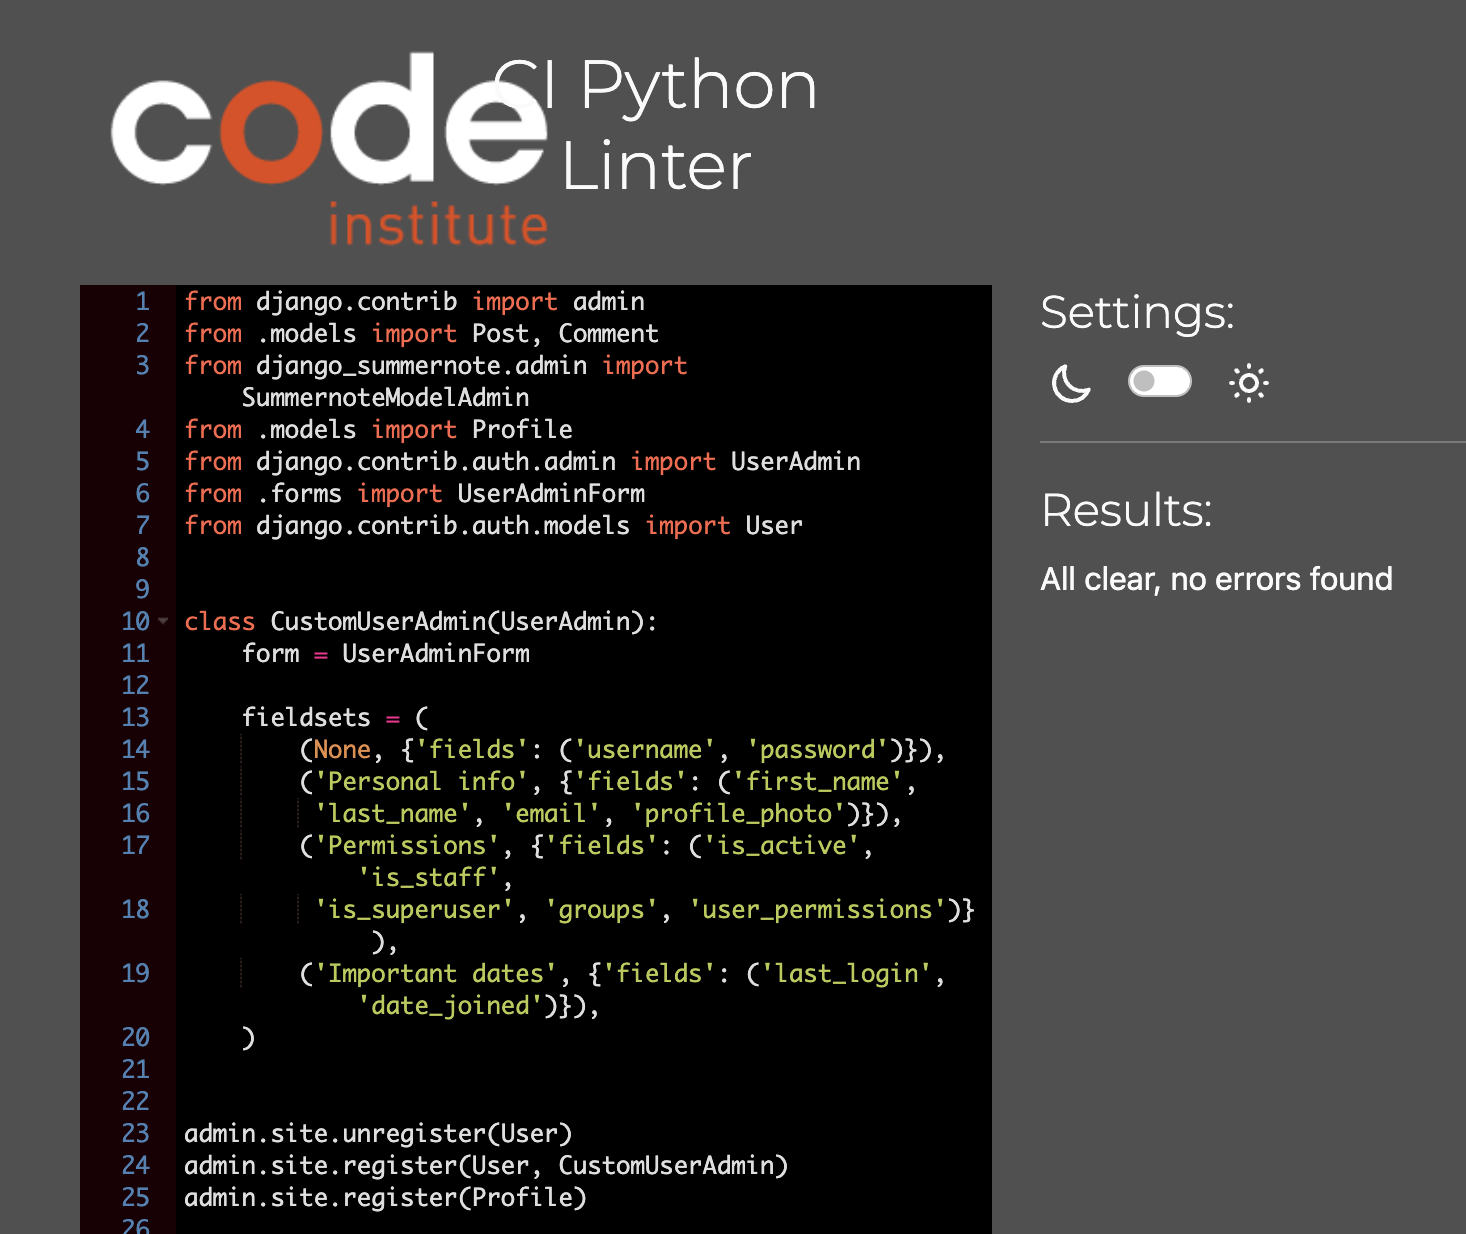 code
institute
CI Python
Linter
1 from django.contrib import admin
2 from .models import Post, Comment
3 from django_summernote.admin import
SummernoteModelAdmin
4 from .models import Profile
5 from django.contrib.auth.admin import UserAdmin
6 from .forms import UserAdminForm
7 from django.contrib.auth.models import User
8
9
10 class CustomUserAdmin(UserAdmin):
11     form = UserAdminForm
12
13     fieldsets = (
14         (None, {'fields': ('username', 'password')}),
15         ('Personal info', {'fields': ('first_name',
16          'last_name', 'email', 'profile_photo')}),
17         ('Permissions', {'fields': ('is_active',
'is_staff',
18          'is_superuser', 'groups', 'user_permissions')}
),
19         ('Important dates', {'fields': ('last_login',
'date_joined')}),
20     )
21
22
23 admin.site.unregister(User)
24 admin.site.register(User, CustomUserAdmin)
25 admin.site.register(Profile)
26
Settings:
Results:
All clear, no errors found